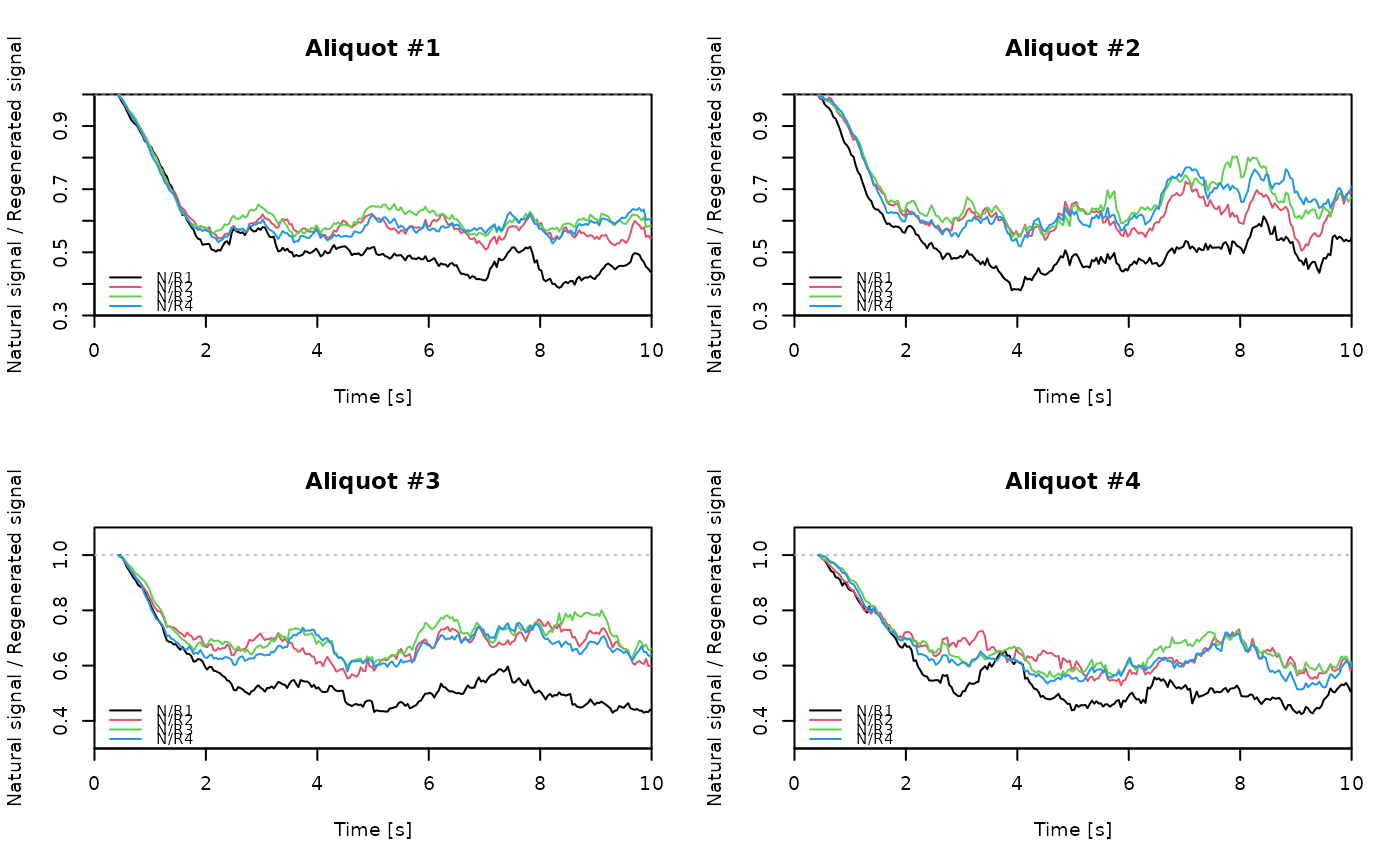 Aliquot #1
Natural signal / Regenerated signal
0.9
0.7
0.5
0.3
N/R1
N/R2
N/R3
N/R4
0 2 4 6 8 10
Time [s]
Aliquot #2
Natural signal / Regenerated signal
0.9
0.7
0.5
0.3
N/R1
N/R2
N/R3
N/R4
0 2 4 6 8 10
Time [s]
Aliquot #3
Natural signal / Regenerated signal
1.0
0.8
0.6
0.4
N/R1
N/R2
N/R3
N/R4
0 2 4 6 8 10
Time [s]
Aliquot #4
Natural signal / Regenerated signal
1.0
0.8
0.6
0.4
N/R1
N/R2
N/R3
N/R4
0 2 4 6 8 10
Time [s]